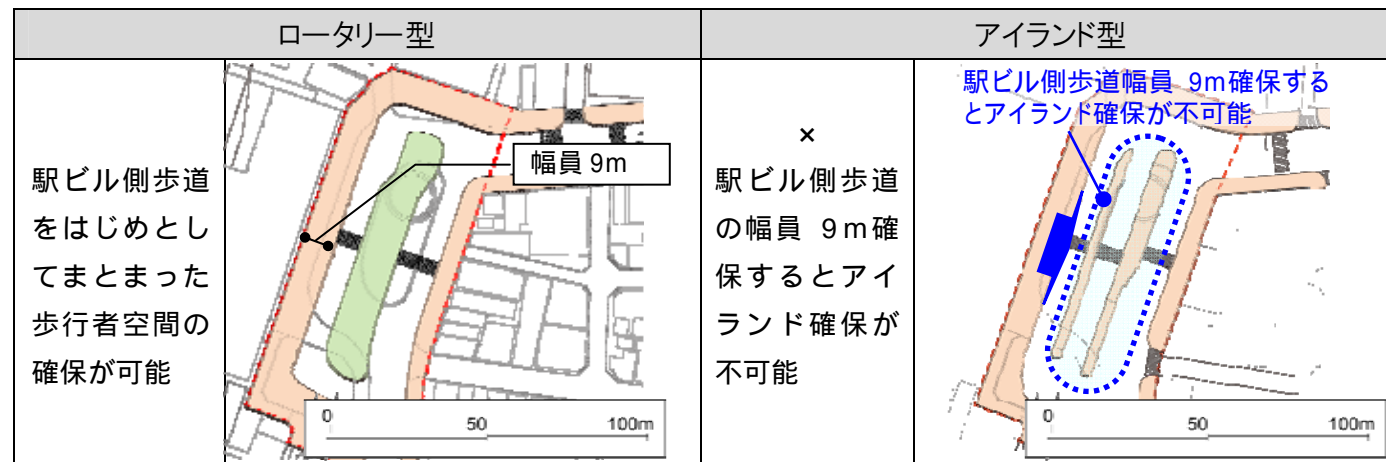 ロータリー型
アイランド型
駅ビル側歩道
をはじめとし
てまとまった
歩行者空間の
確保が可能
幅員 9m
0
50
100m
×
駅ビル側歩道
の幅員 9m確
保するとアイ
ランド確保が
不可能
駅ビル側歩道幅員 9m確保する
とアイランド確保が不可能
0
50
100m